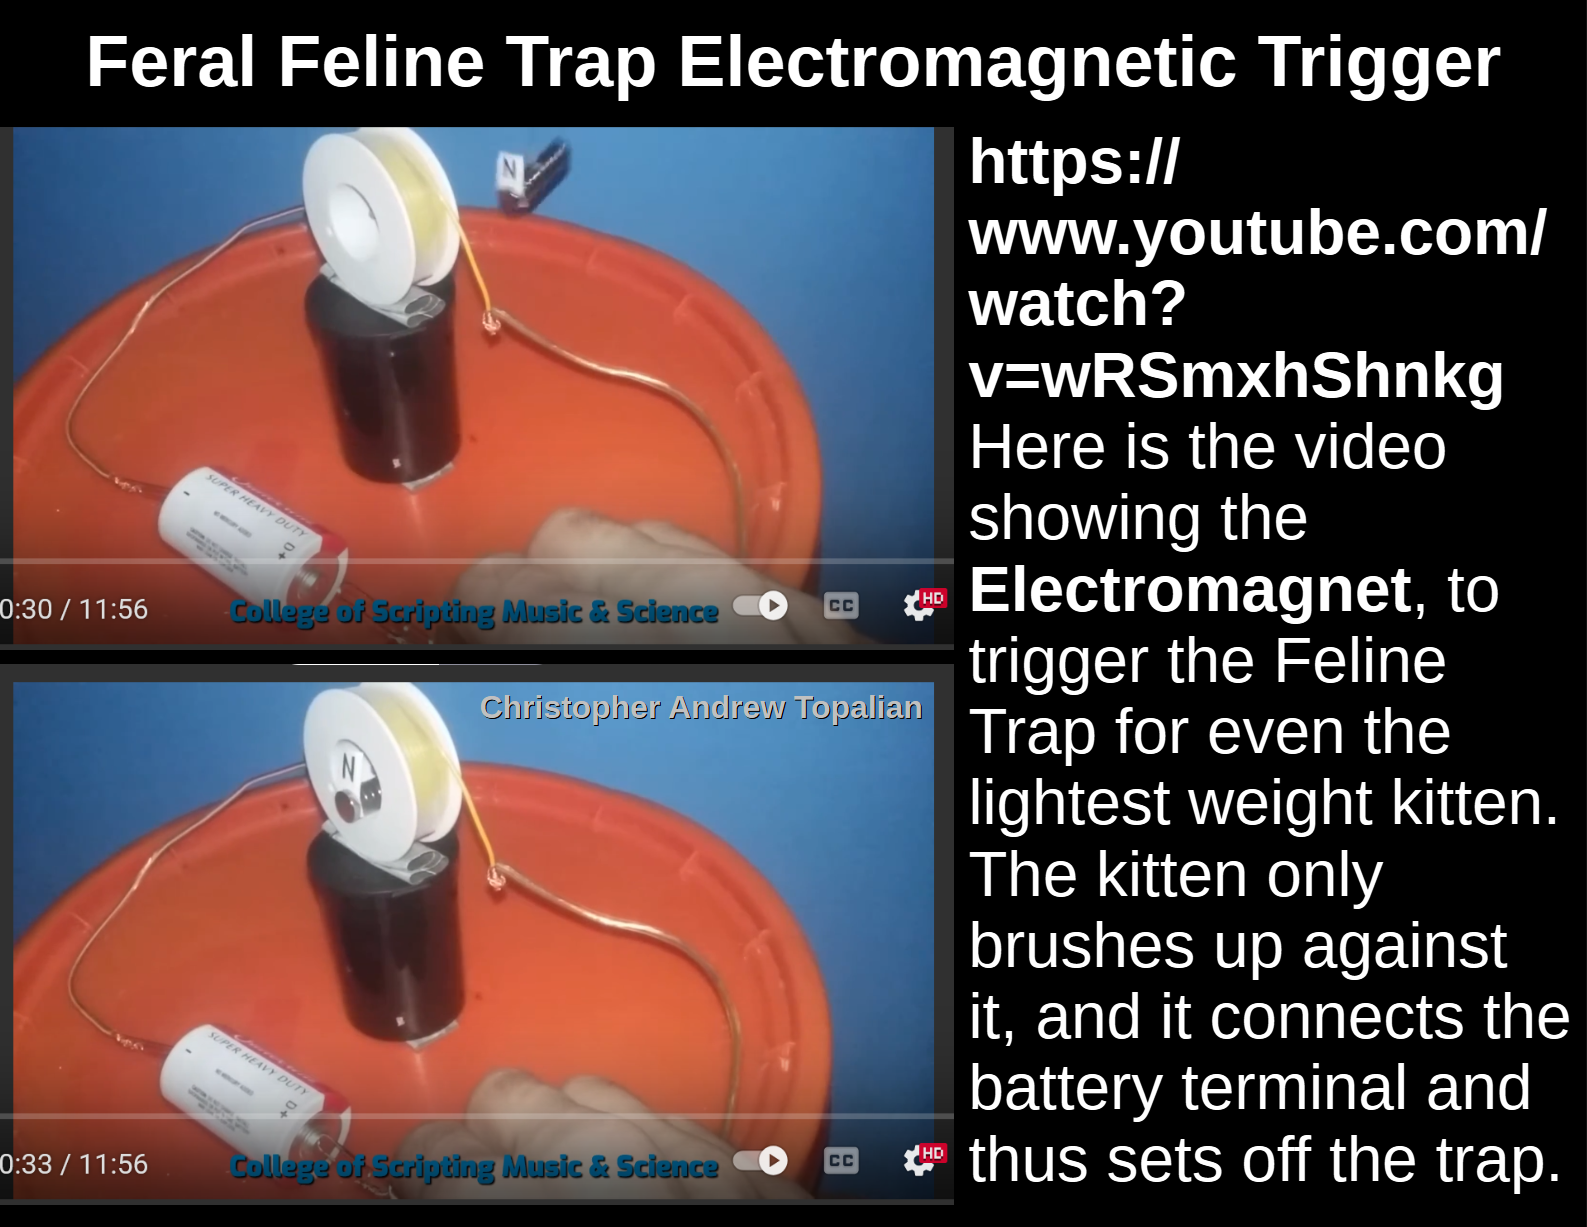 Feral Feline Trap Electromagnetic Trigger
N
SUPER HEAVY DUTY
-
D+
0:30 / 11:56
College of Scripting Music & Science
CC
HD
Christopher Andrew Topalian
N
SUPER HEAVY DUTY
-
D+
0:33 / 11:56
College of Scripting Music & Science
CC
HD
https://
www.youtube.com/
watch?
v=wRSmxhShnkg
Here is the video
showing the
Electromagnet, to
trigger the Feline
Trap for even the
lightest weight kitten.
The kitten only
brushes up against
it, and it connects the
battery terminal and
thus sets off the trap.